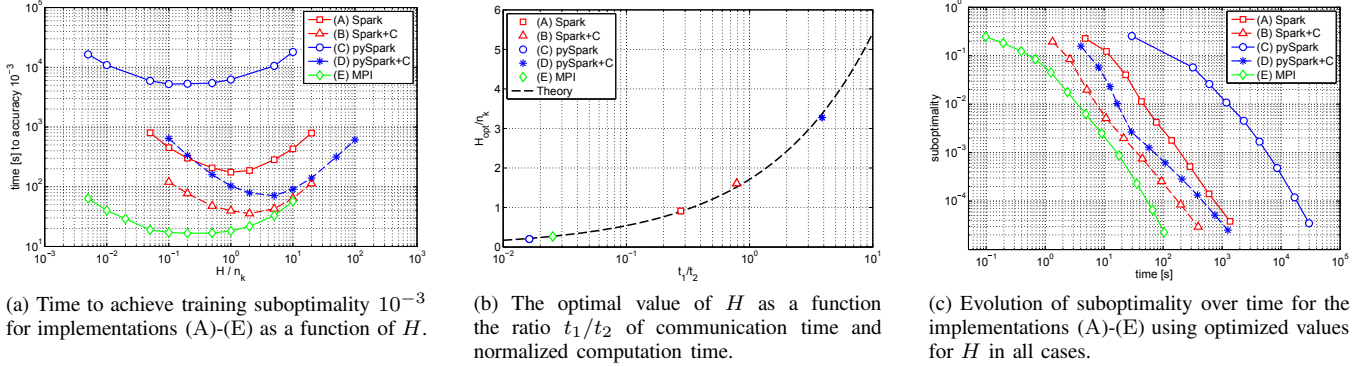 time [s] to accuracy 10^-3
10^5
10^4
10^3
10^2
10^1
10^-3
10^-2
10^-1
10^0
10^1
10^2
10^3
H / n_k
(A) Spark
(B) Spark+C
(C) pySpark
(D) pySpark+C
(E) MPI
(a) Time to achieve training suboptimality 10^-3
for implementations (A)-(E) as a function of H.
H_opt/n_k
6
5
4
3
2
1
0
10^-2
10^-1
10^0
10^1
t_1/t_2
(A) Spark
(B) Spark+C
(C) pySpark
(D) pySpark+C
(E) MPI
Theory
(b) The optimal value of H as a function
the ratio t_1/t_2 of communication time and
normalized computation time.
suboptimality
10^0
10^-1
10^-2
10^-3
10^-4
10^-1
10^0
10^1
10^2
10^3
10^4
10^5
time [s]
(A) Spark
(B) Spark+C
(C) pySpark
(D) pySpark+C
(E) MPI
(c) Evolution of suboptimality over time for the
implementations (A)-(E) using optimized values
for H in all cases.